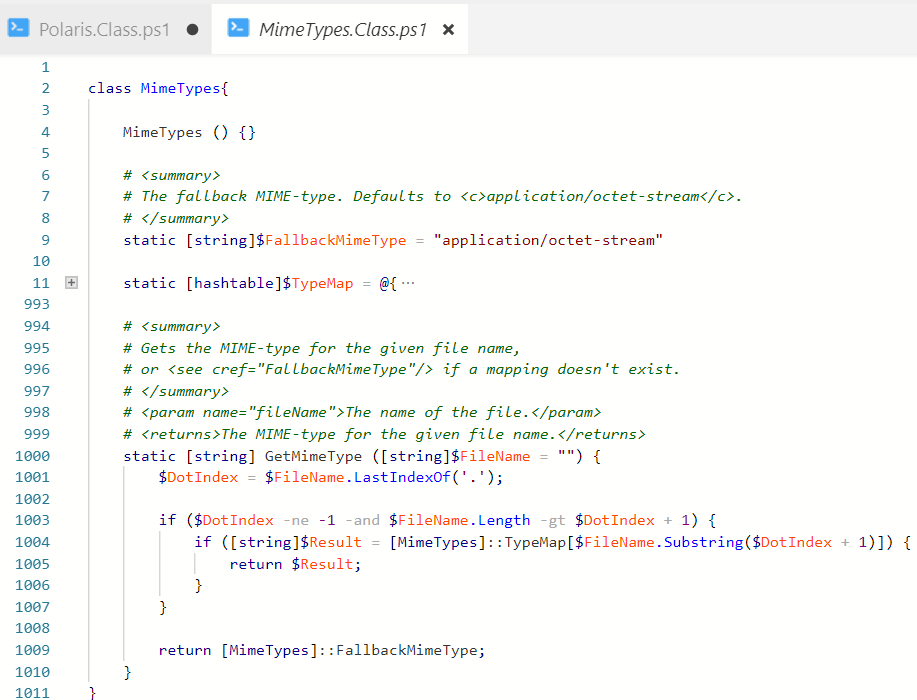 Polaris.Class.ps1 ● MimeTypes.Class.ps1 ×
1
2 class MimeTypes{
3
4 MimeTypes () {}
5
6 # <summary>
7 # The fallback MIME-type. Defaults to <c>application/octet-stream</c>.
8 # </summary>
9 static [string]$FallbackMimeType = "application/octet-stream"
10
11 static [hashtable]$TypeMap = @{ ···
993
994 # <summary>
995 # Gets the MIME-type for the given file name,
996 # or <see cref="FallbackMimeType"/> if a mapping doesn't exist.
997 # </summary>
998 # <param name="fileName">The name of the file.</param>
999 # <returns>The MIME-type for the given file name.</returns>
1000 static [string] GetMimeType ([string]$FileName = "") {
1001 $DotIndex = $FileName.LastIndexOf('.');
1002
1003 if ($DotIndex -ne -1 -and $FileName.Length -gt $DotIndex + 1) {
1004 if ([string]$Result = [MimeTypes]::TypeMap[$FileName.Substring($DotIndex + 1)]) {
1005 return $Result;
1006 }
1007 }
1008
1009 return [MimeTypes]::FallbackMimeType;
1010 }
1011 }